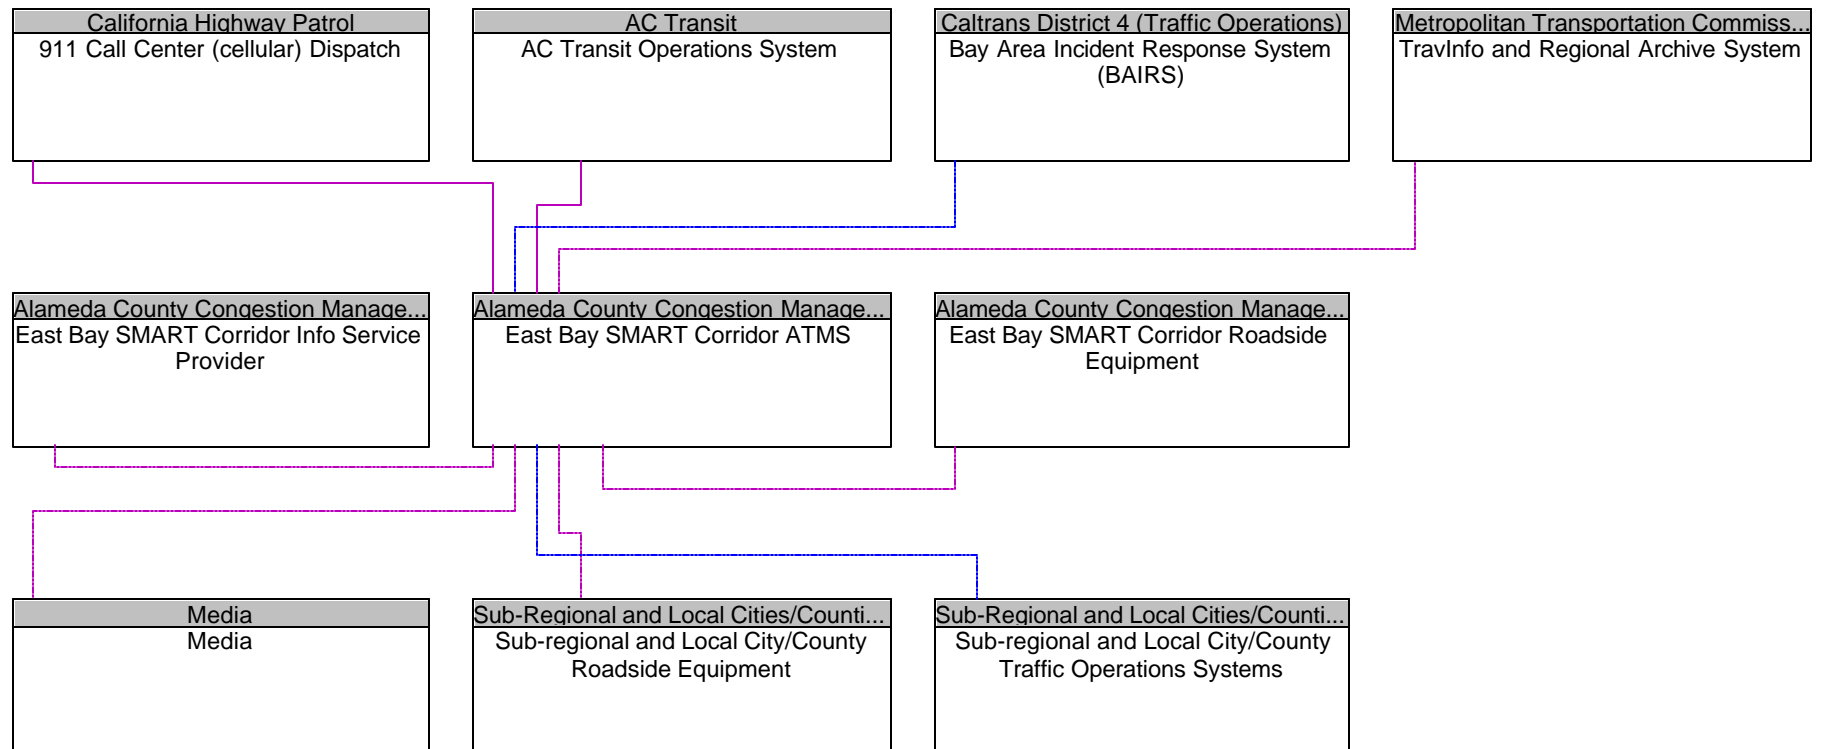 California Highway Patrol
911 Call Center (cellular) Dispatch
AC Transit
AC Transit Operations System
Caltrans District 4 (Traffic Operations)
Bay Area Incident Response System
(BAIRS)
Metropolitan Transportation Commiss...
TravInfo and Regional Archive System
Alameda County Congestion Manage...
East Bay SMART Corridor Info Service
Provider
Alameda County Congestion Manage...
East Bay SMART Corridor ATMS
Alameda County Congestion Manage...
East Bay SMART Corridor Roadside
Equipment
Media
Media
Sub-Regional and Local Cities/Counti...
Sub-regional and Local City/County
Roadside Equipment
Sub-Regional and Local Cities/Counti...
Sub-regional and Local City/County
Traffic Operations Systems